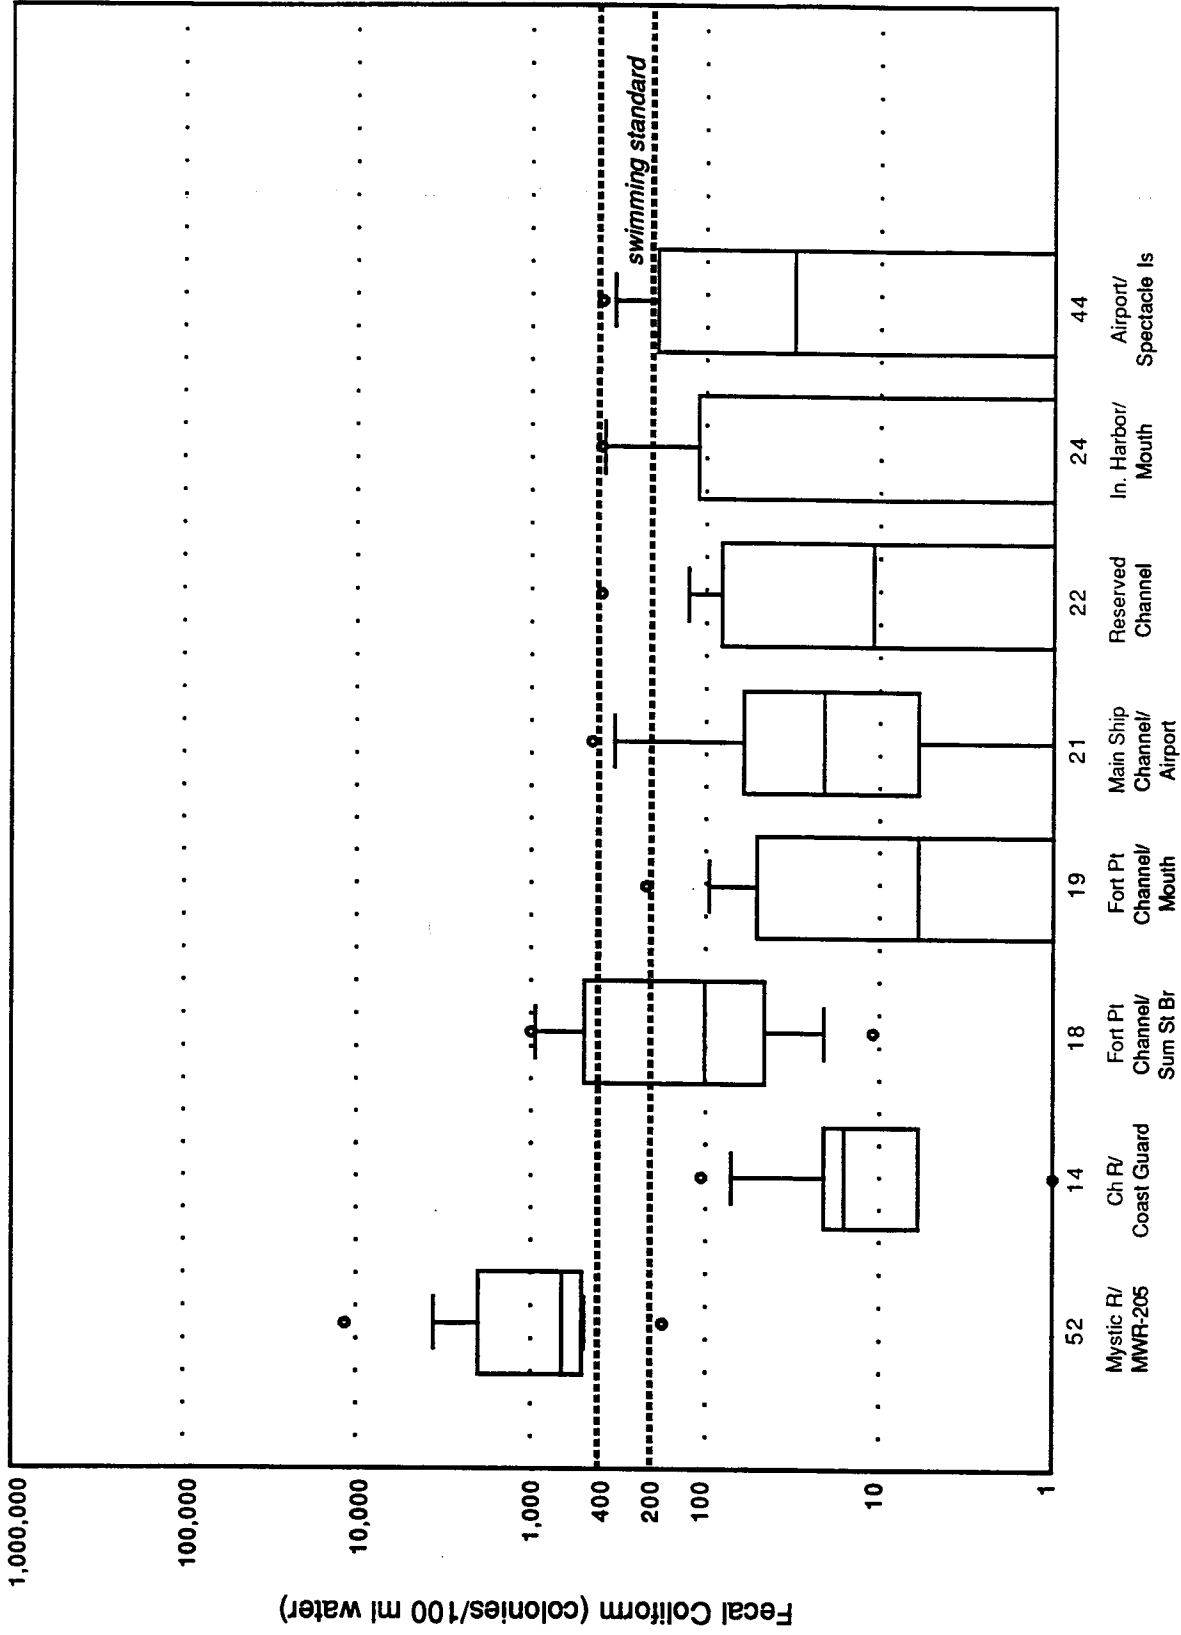 Fecal Coliform (colonies/100 ml water)
1,000,000
100,000
10,000
1,000
400
200
100
10
1
swimming standard
52
Mystic R/
MWR-205
14
Ch R/
Coast Guard
18
Fort Pt
Channel/
Sum St Br
19
Fort Pt
Channel/
Mouth
21
Main Ship
Channel/
Airport
22
Reserved
Channel
24
In. Harbor/
Mouth
44
Airport/
Spectacle Is